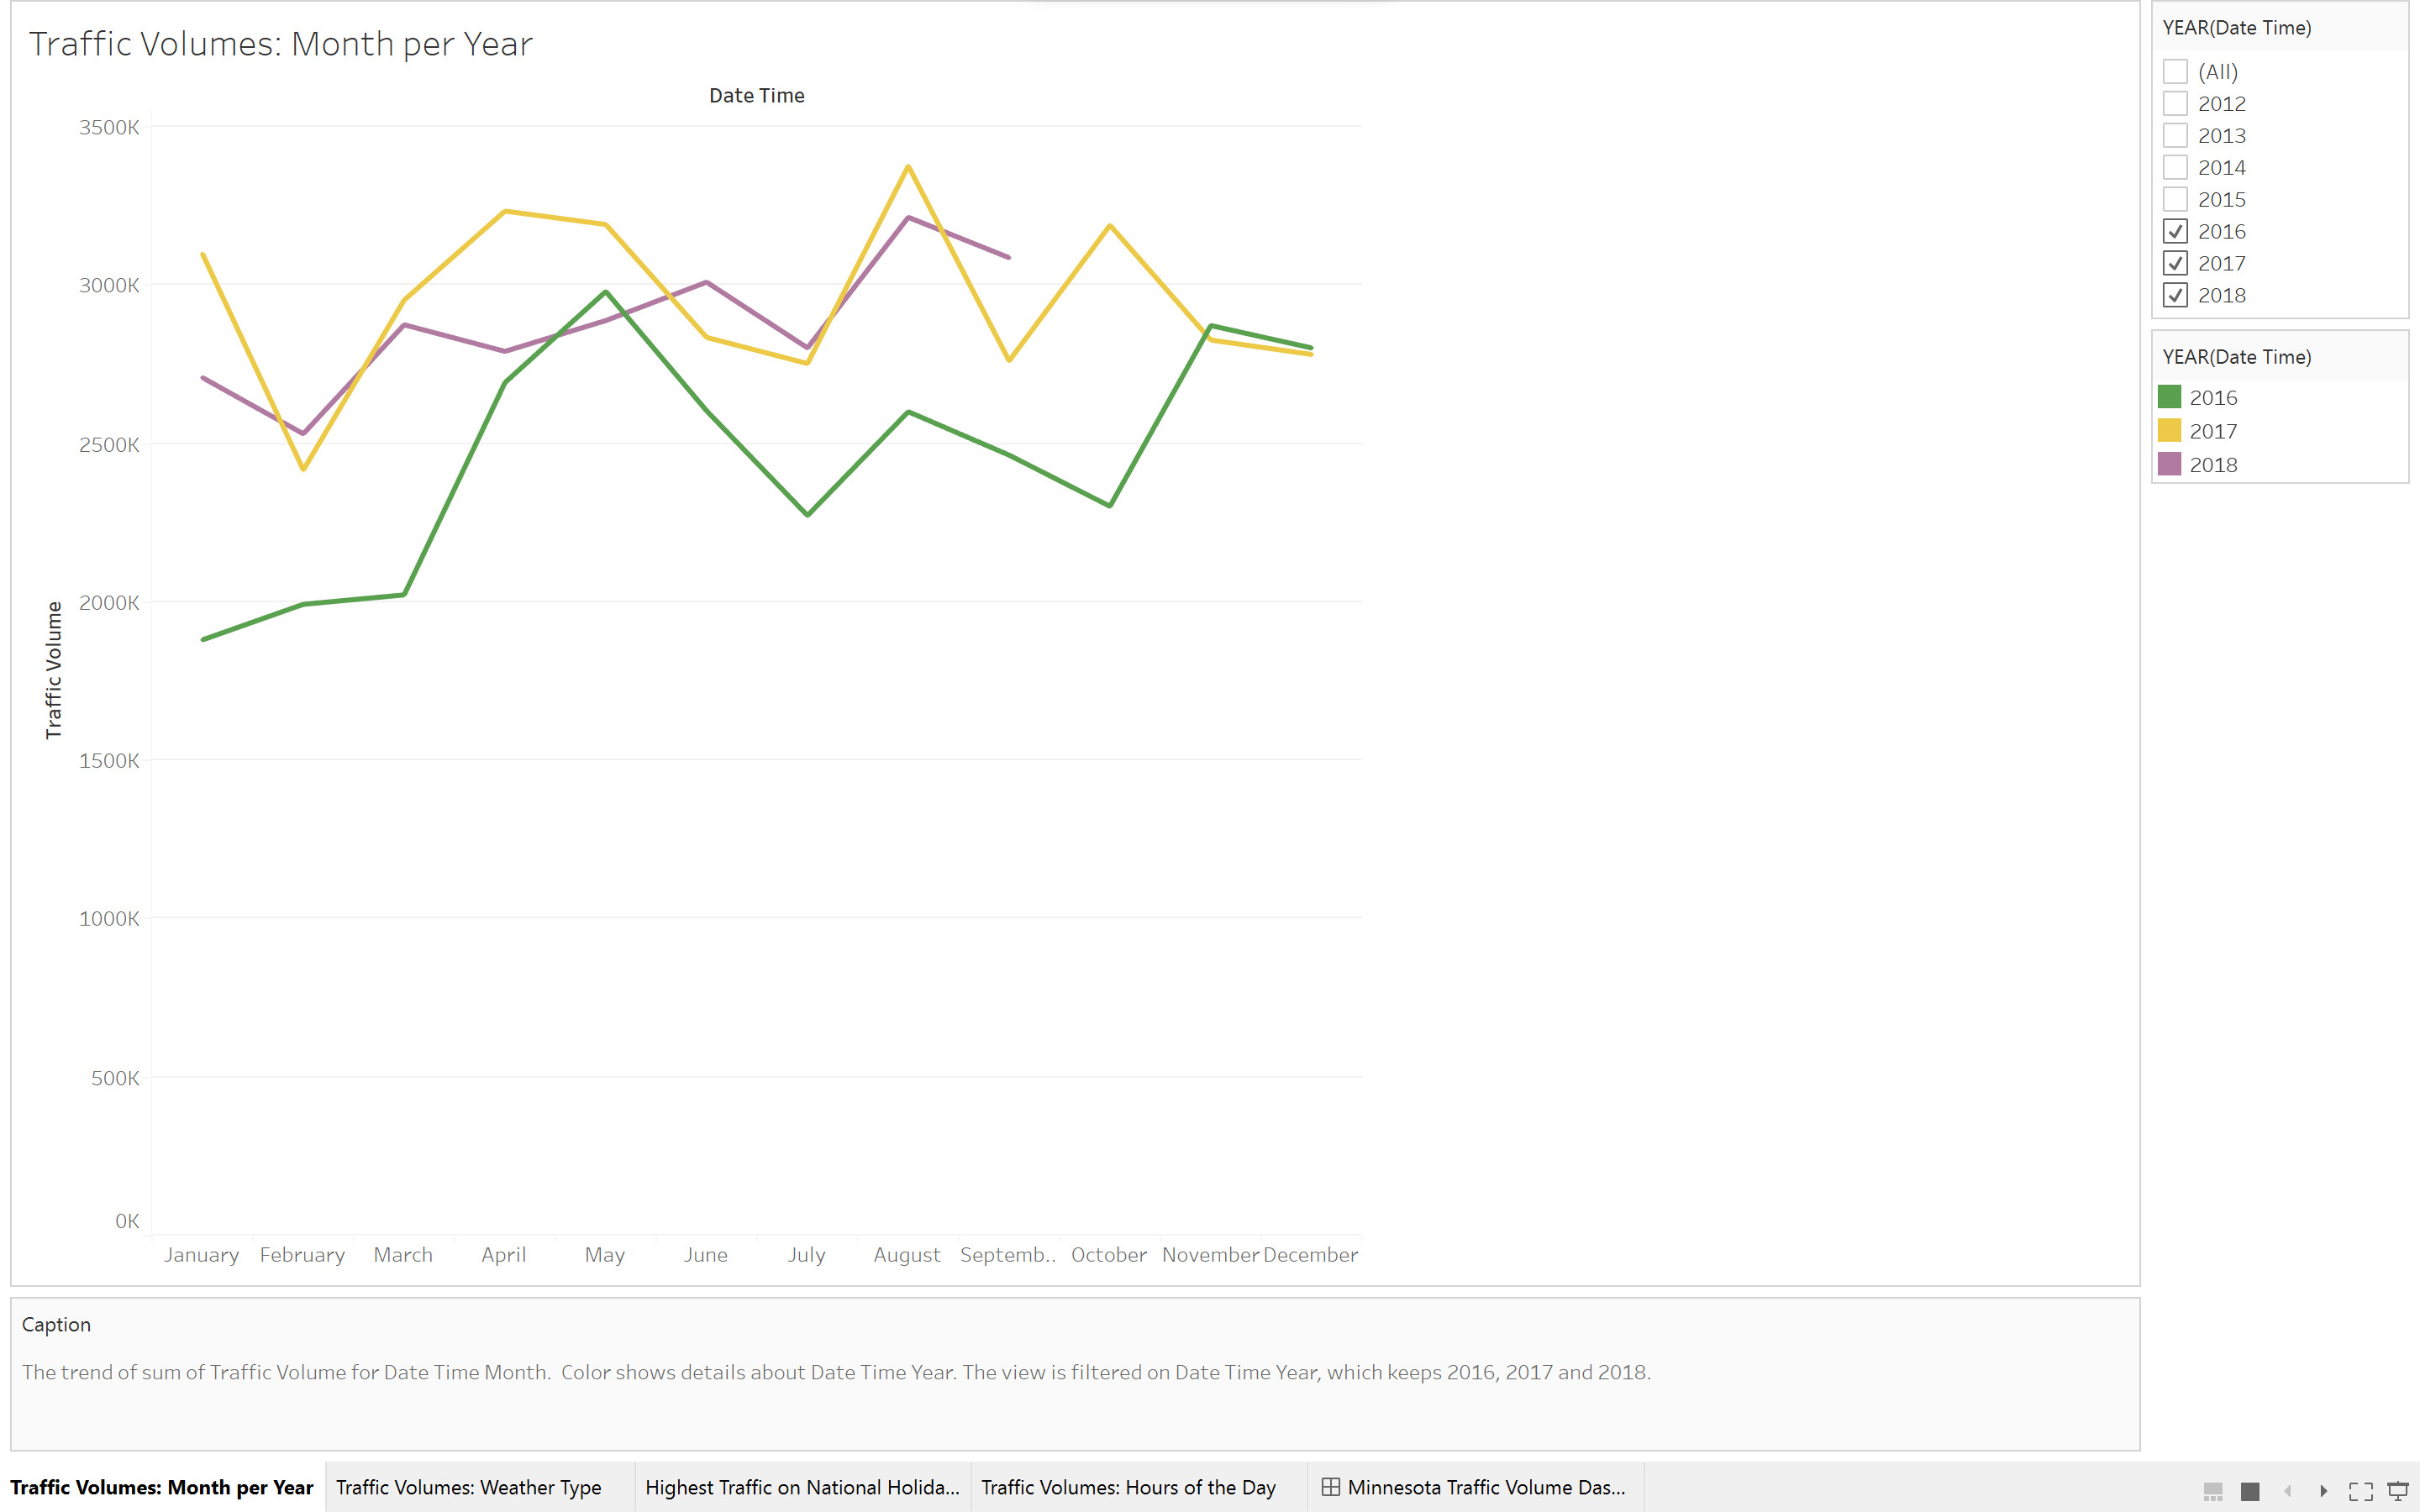 Traffic Volumes: Month per Year
Date Time
3500K
3000K
2500K
2000K
1500K
1000K
500K
0K
Traffic Volume
January February March April May June July August Septemb.. October November December
YEAR(Date Time)
(All)
2012
2013
2014
2015
2016
2017
2018
YEAR(Date Time)
2016
2017
2018
Caption
The trend of sum of Traffic Volume for Date Time Month.  Color shows details about Date Time Year. The view is filtered on Date Time Year, which keeps 2016, 2017 and 2018.
Traffic Volumes: Month per Year Traffic Volumes: Weather Type Highest Traffic on National Holida... Traffic Volumes: Hours of the Day Minnesota Traffic Volume Das...